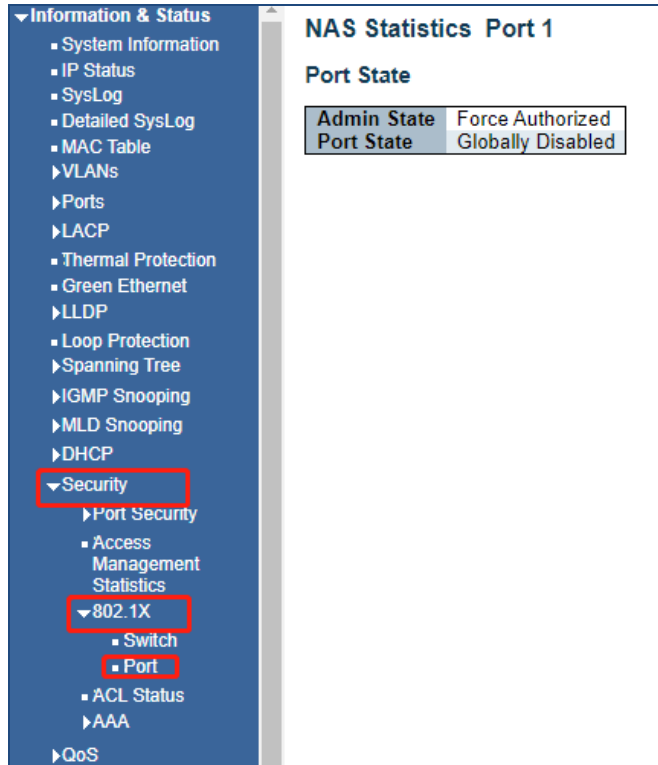 Information & Status
System Information
IP Status
SysLog
Detailed SysLog
MAC Table
VLANs
Ports
LACP
Thermal Protection
Green Ethernet
LLDP
Loop Protection
Spanning Tree
IGMP Snooping
MLD Snooping
DHCP
Security
Port Security
Access
Management
Statistics
802.1X
Switch
Port
ACL Status
AAA
QoS
NAS Statistics Port 1
Port State
Admin State Force Authorized
Port State Globally Disabled